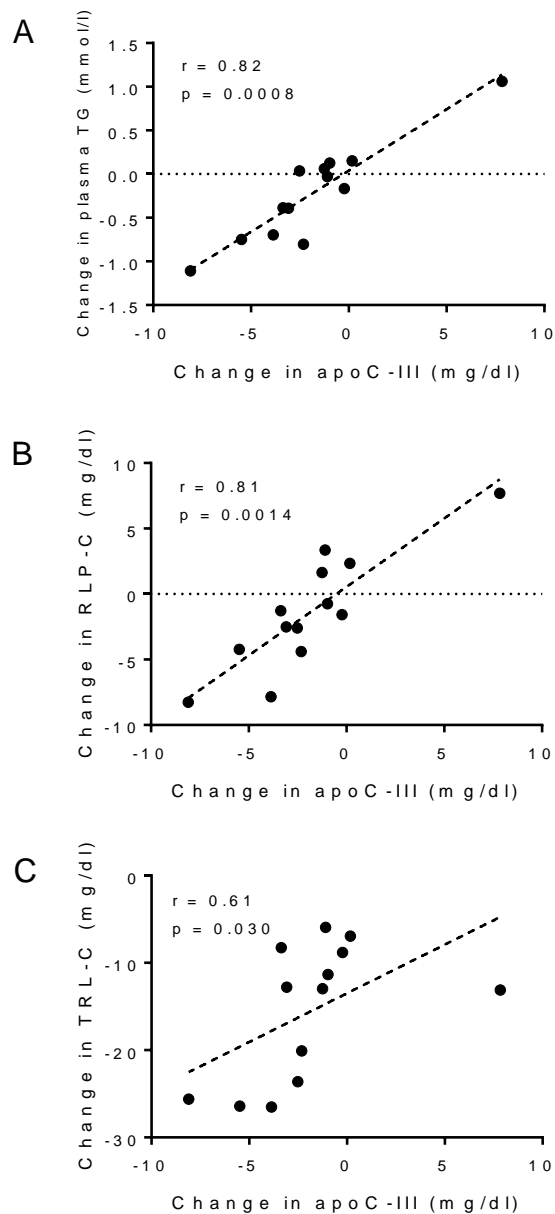 A
Change in plasma TG (mmol/l)
r = 0.82
p = 0.0008
1.5
1.0
0.5
0.0
-0.5
-1.0
-1.5
-10 -5 0 5 10
Change in apoC-III (mg/dl)
B
Change in RLP-C (mg/dl)
r = 0.81
p = 0.0014
10
5
0
-5
-10
-10 -5 0 5 10
Change in apoC-III (mg/dl)
C
Change in TRL-C (mg/dl)
r = 0.61
p = 0.030
0
-10
-20
-30
-10 -5 0 5 10
Change in apoC-III (mg/dl)